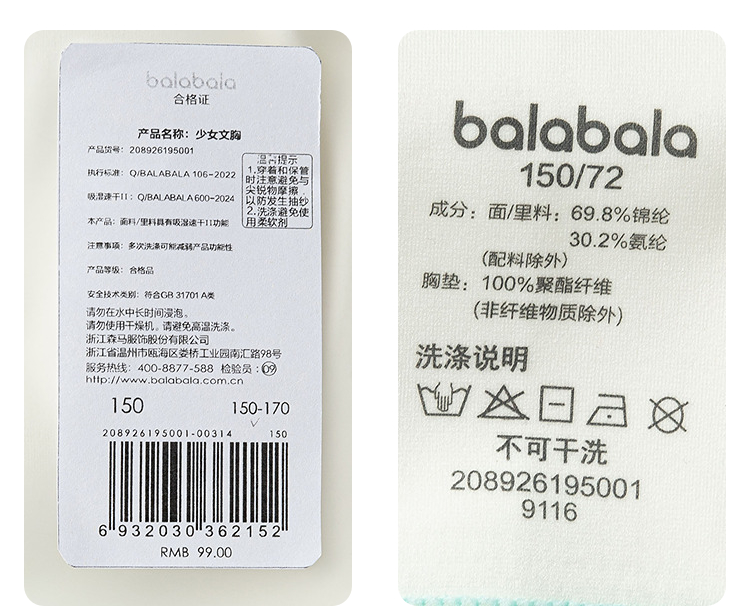 balabala
合格证
产品名称：少女文胸
产品货号：208926195001
执行标准：Q/BALABALA 106-2022
吸湿速干II：Q/BALABALA 600-2024
本产品：面料/里料具有吸湿速干II功能
注意事项：多次洗涤可能减弱产品功能性
产品等级：合格品
安全技术类别：符合GB 31701 A类
温馨提示
1.穿着和保管
时注意避免与
尖锐物摩擦，
以防发生抽纱
2.洗涤避免使
用柔软剂
请勿在水中长时间浸泡。
请勿使用干燥机。请避免高温洗涤。
浙江森马服饰股份有限公司
浙江省温州市瓯海区娄桥工业园南汇路98号
服务热线：400-8877-588 检验员：09
http://www.balabala.com.cn
150 150-170
208926195001-00314 150
6 932030 362152
RMB 99.00
balabala
150/72
成分：面/里料：69.8%锦纶
30.2%氨纶
(配料除外)
胸垫：100%聚酯纤维
(非纤维物质除外)
洗涤说明
不可干洗
208926195001
9116